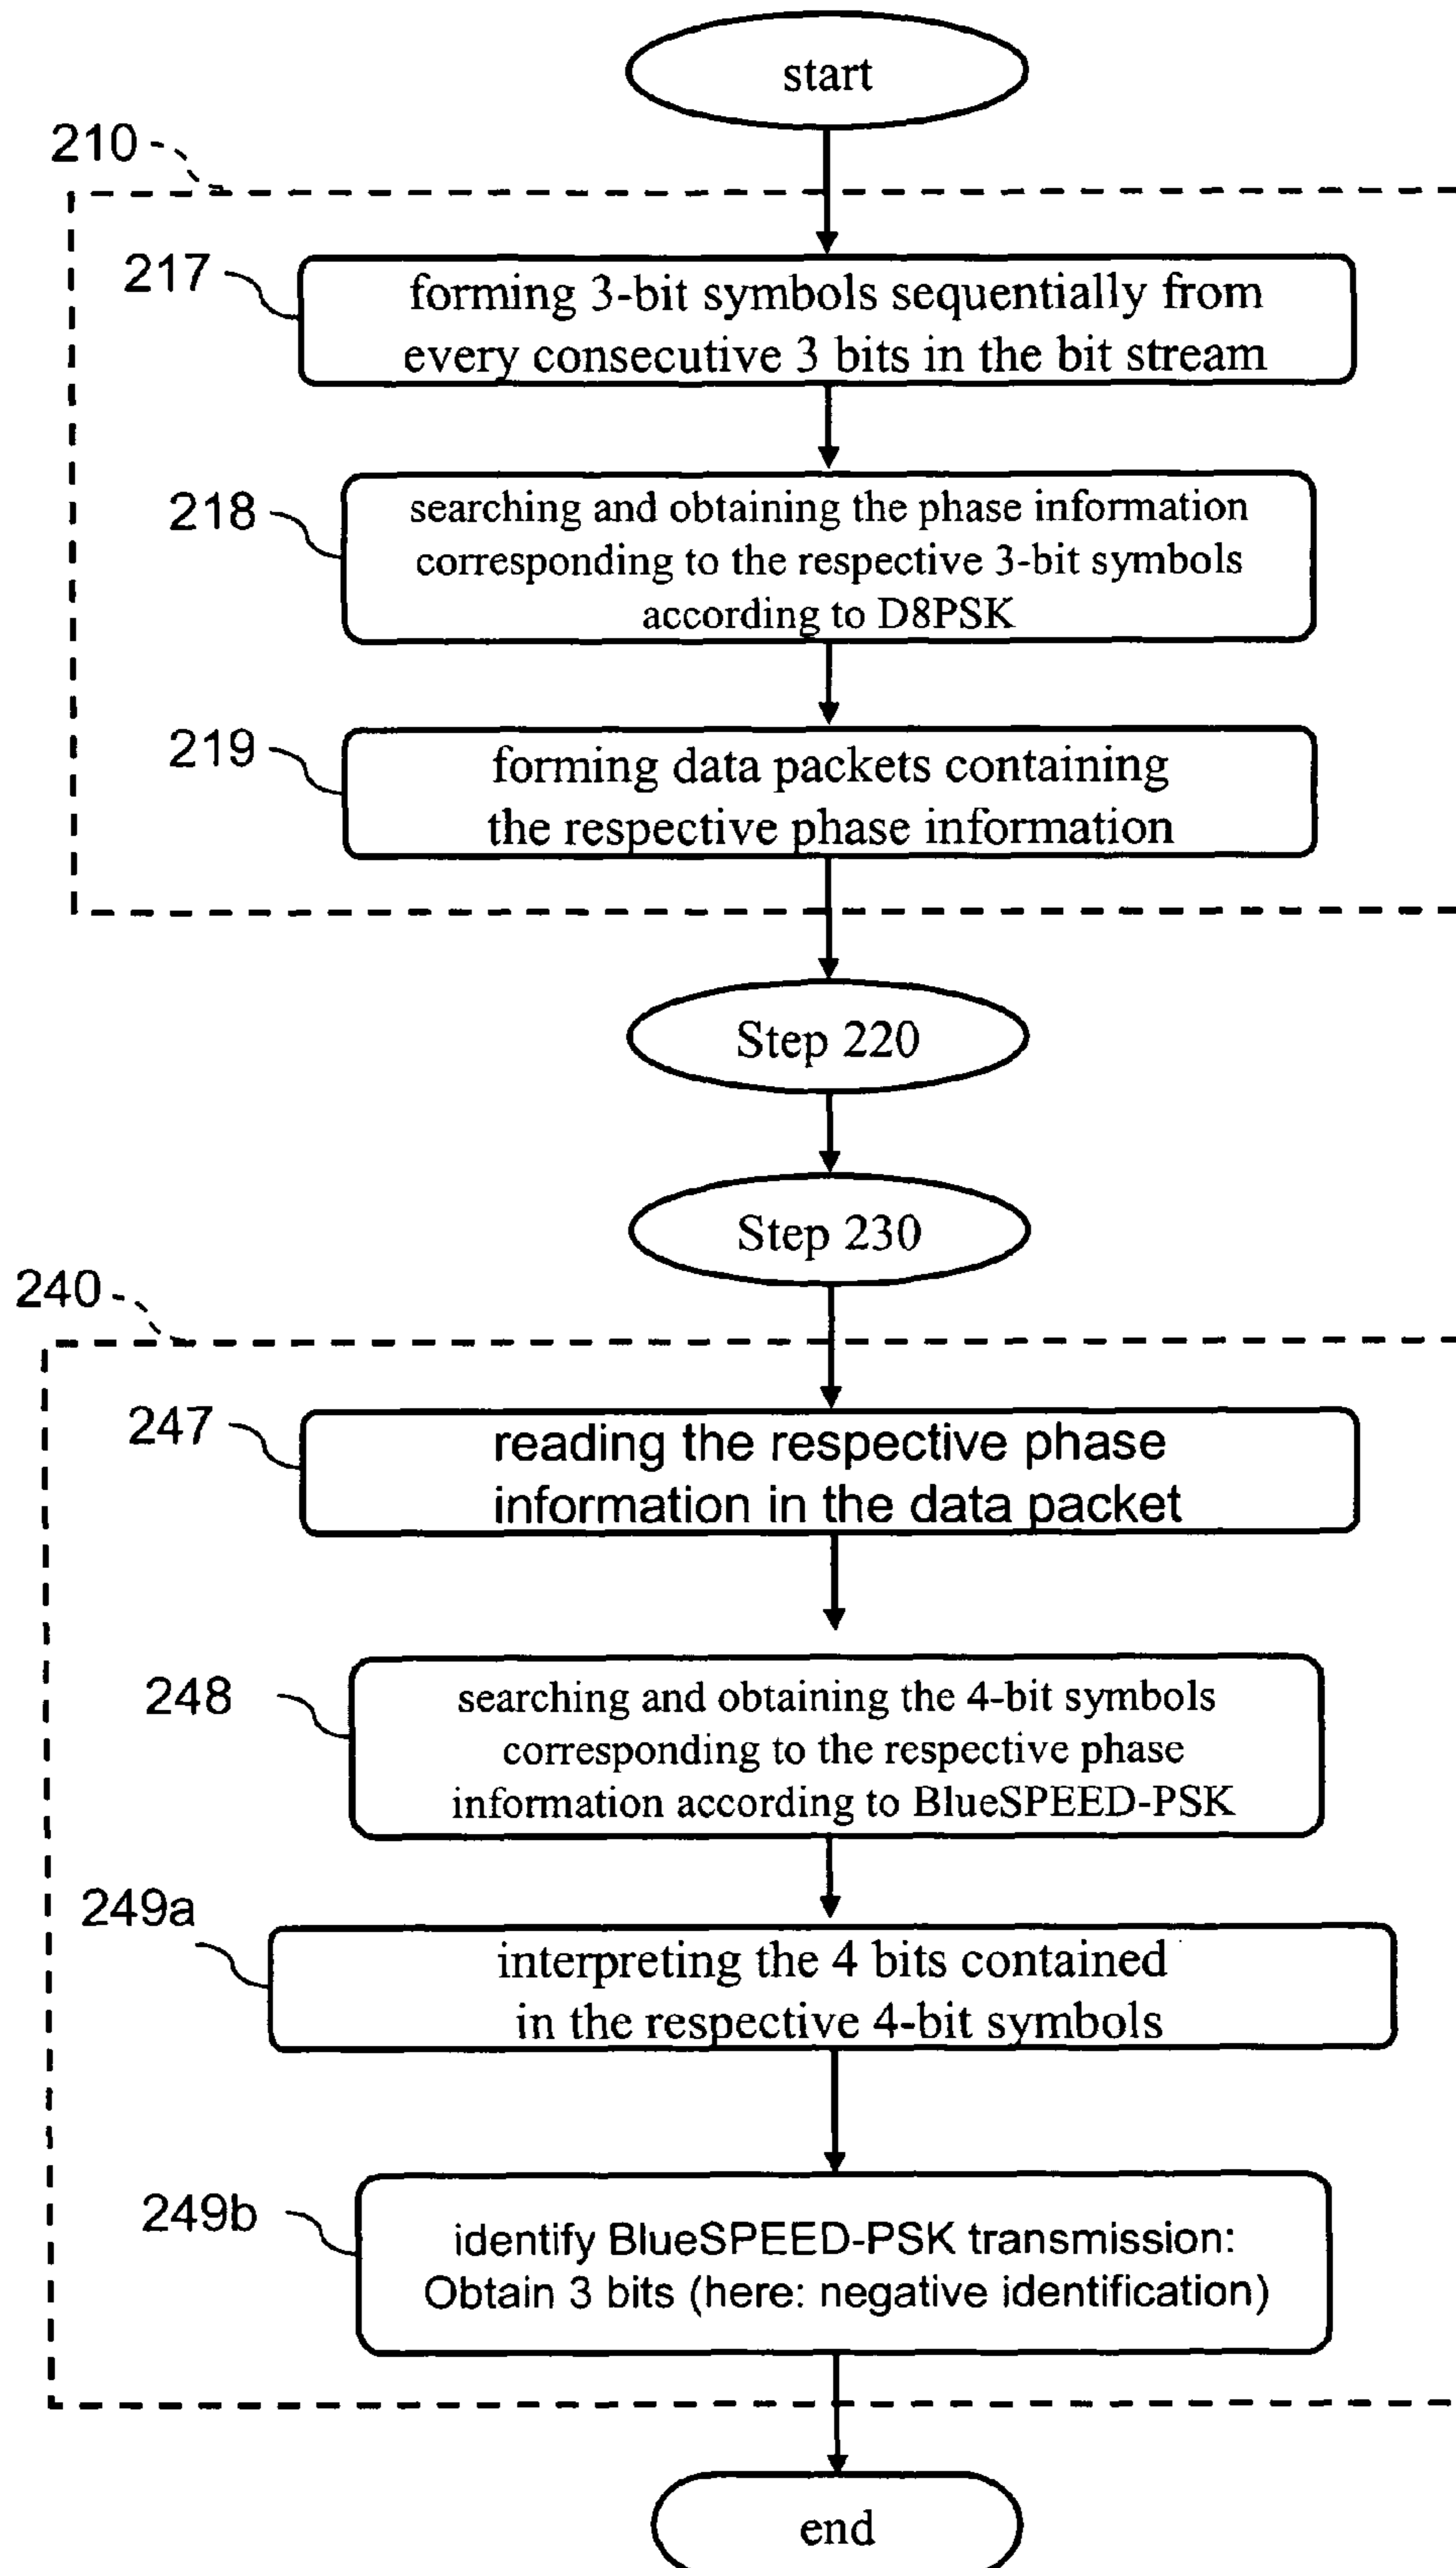 start
210
217
forming 3-bit symbols sequentially from
every consecutive 3 bits in the bit stream
218
searching and obtaining the phase information
corresponding to the respective 3-bit symbols
according to D8PSK
219
forming data packets containing
the respective phase information
Step 220
Step 230
240
247
reading the respective phase
information in the data packet
248
searching and obtaining the 4-bit symbols
corresponding to the respective phase
information according to BlueSPEED-PSK
249a
interpreting the 4 bits contained
in the respective 4-bit symbols
249b
identify BlueSPEED-PSK transmission:
Obtain 3 bits (here: negative identification)
end